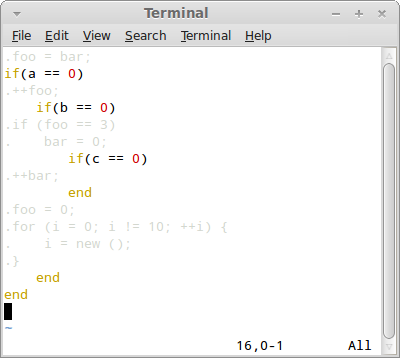 Terminal
File Edit View Search Terminal Help
.foo = bar;
if(a == 0)
.++foo;
    if(b == 0)
.if (foo == 3)
.    bar = 0;
        if(c == 0)
.++bar;
        end
.foo = 0;
.for (i = 0; i != 10; ++i) {
.    i = new ();
.}
    end
end
~
16,0-1 All